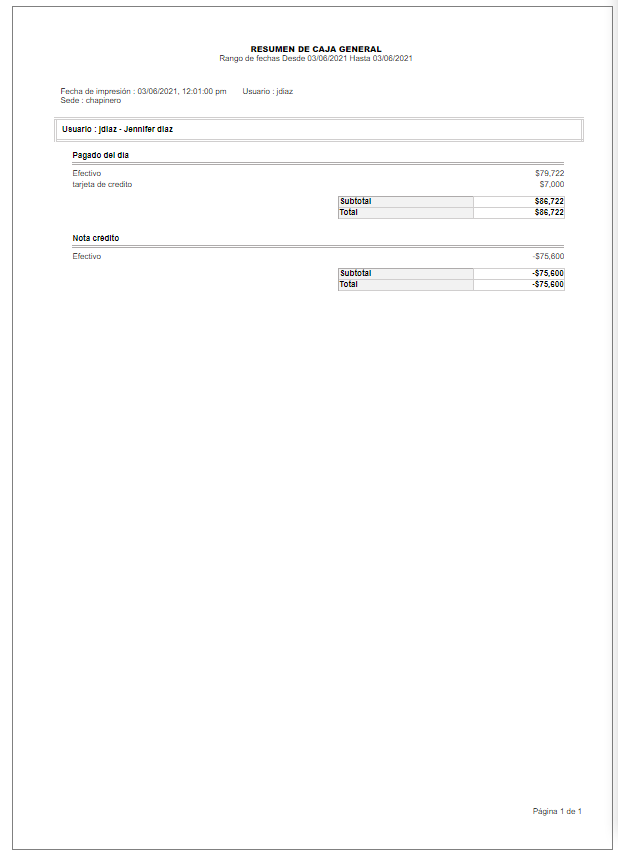 RESUMEN DE CAJA GENERAL
Rango de fechas Desde 03/06/2021 Hasta 03/06/2021
Fecha de impresión : 03/06/2021, 12:01:00 pm Usuario : jdiaz
Sede : chapinero
Usuario : jdiaz - Jennifer diaz
Pagado del día
Efectivo $79,722
tarjeta de credito $7,000
Subtotal $86,722
Total $86,722
Nota crédito
Efectivo -$75,600
Subtotal -$75,600
Total -$75,600
Página 1 de 1